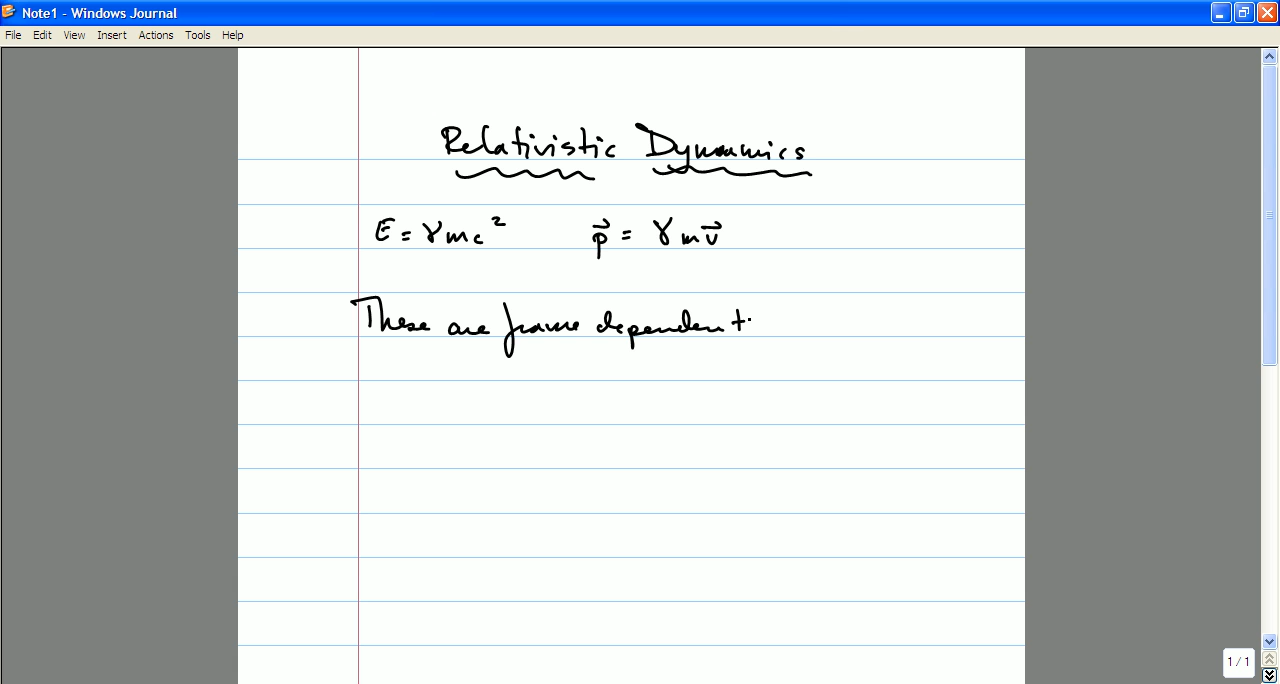 Note1 - Windows Journal
File Edit View Insert Actions Tools Help
Relativistic Dynamics
E = γmc² p⃗ = γmv⃗
These are frame dependent.
1 / 1